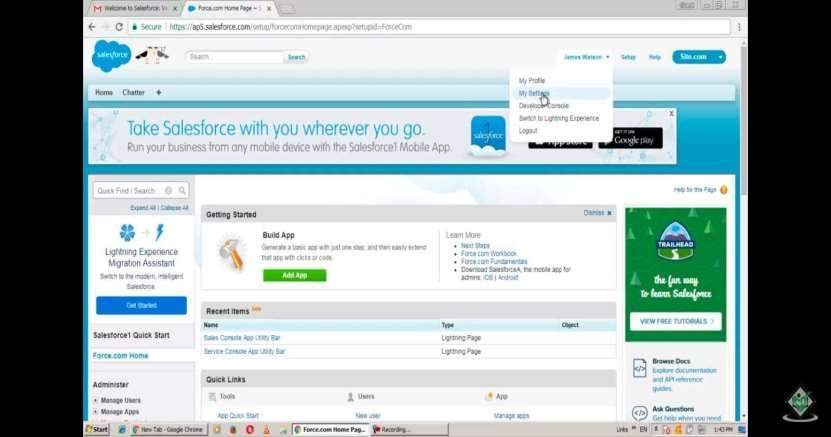 Welcome to Salesforce: Ve
Force.com Home Page ~ S
Secure
https://ap5.salesforce.com/setup/forcecomHomepage.apexp?setupid=ForceCom
salesforce
Search...
Search
James Watson
Setup
Help
Site.com
My Profile
My Settings
Developer Console
Switch to Lightning Experience
Logout
Home
Chatter
+
Take Salesforce with you wherever you go.
Run your business from any mobile device with the Salesforce1 Mobile App.
salesforce
App Store
GET IT ON
Google play
X
Quick Find / Search...
Expand All | Collapse All
Help for this Page
Lightning Experience
Migration Assistant
Switch to the modern, intelligent
Salesforce.
Get Started
Salesforce1 Quick Start
Force.com Home
Administer
Manage Users
Manage Apps
Getting Started
Dismiss
Build App
Generate a basic app with just one step, and then easily extend
that app with clicks or code.
Add App
Learn More
Next Steps
Force.com Workbook
Force.com Fundamentals
Download SalesforceA, the mobile app for
admins: iOS | Android
Recent Items
Name Type Object
Sales Console App Utility Bar Lightning Page
Service Console App Utility Bar Lightning Page
Quick Links
Tools Users App
App Quick Start New user Manage apps
TRAILHEAD
the fun way
to learn Salesforce
VIEW FREE TUTORIALS
Browse Docs
Explore documentation
and API reference
guides.
Ask Questions
Get help when you need
Start
New Tab - Google Chrome
Force.com Home Pag...
Recording...
Links
EN
1:43 PM